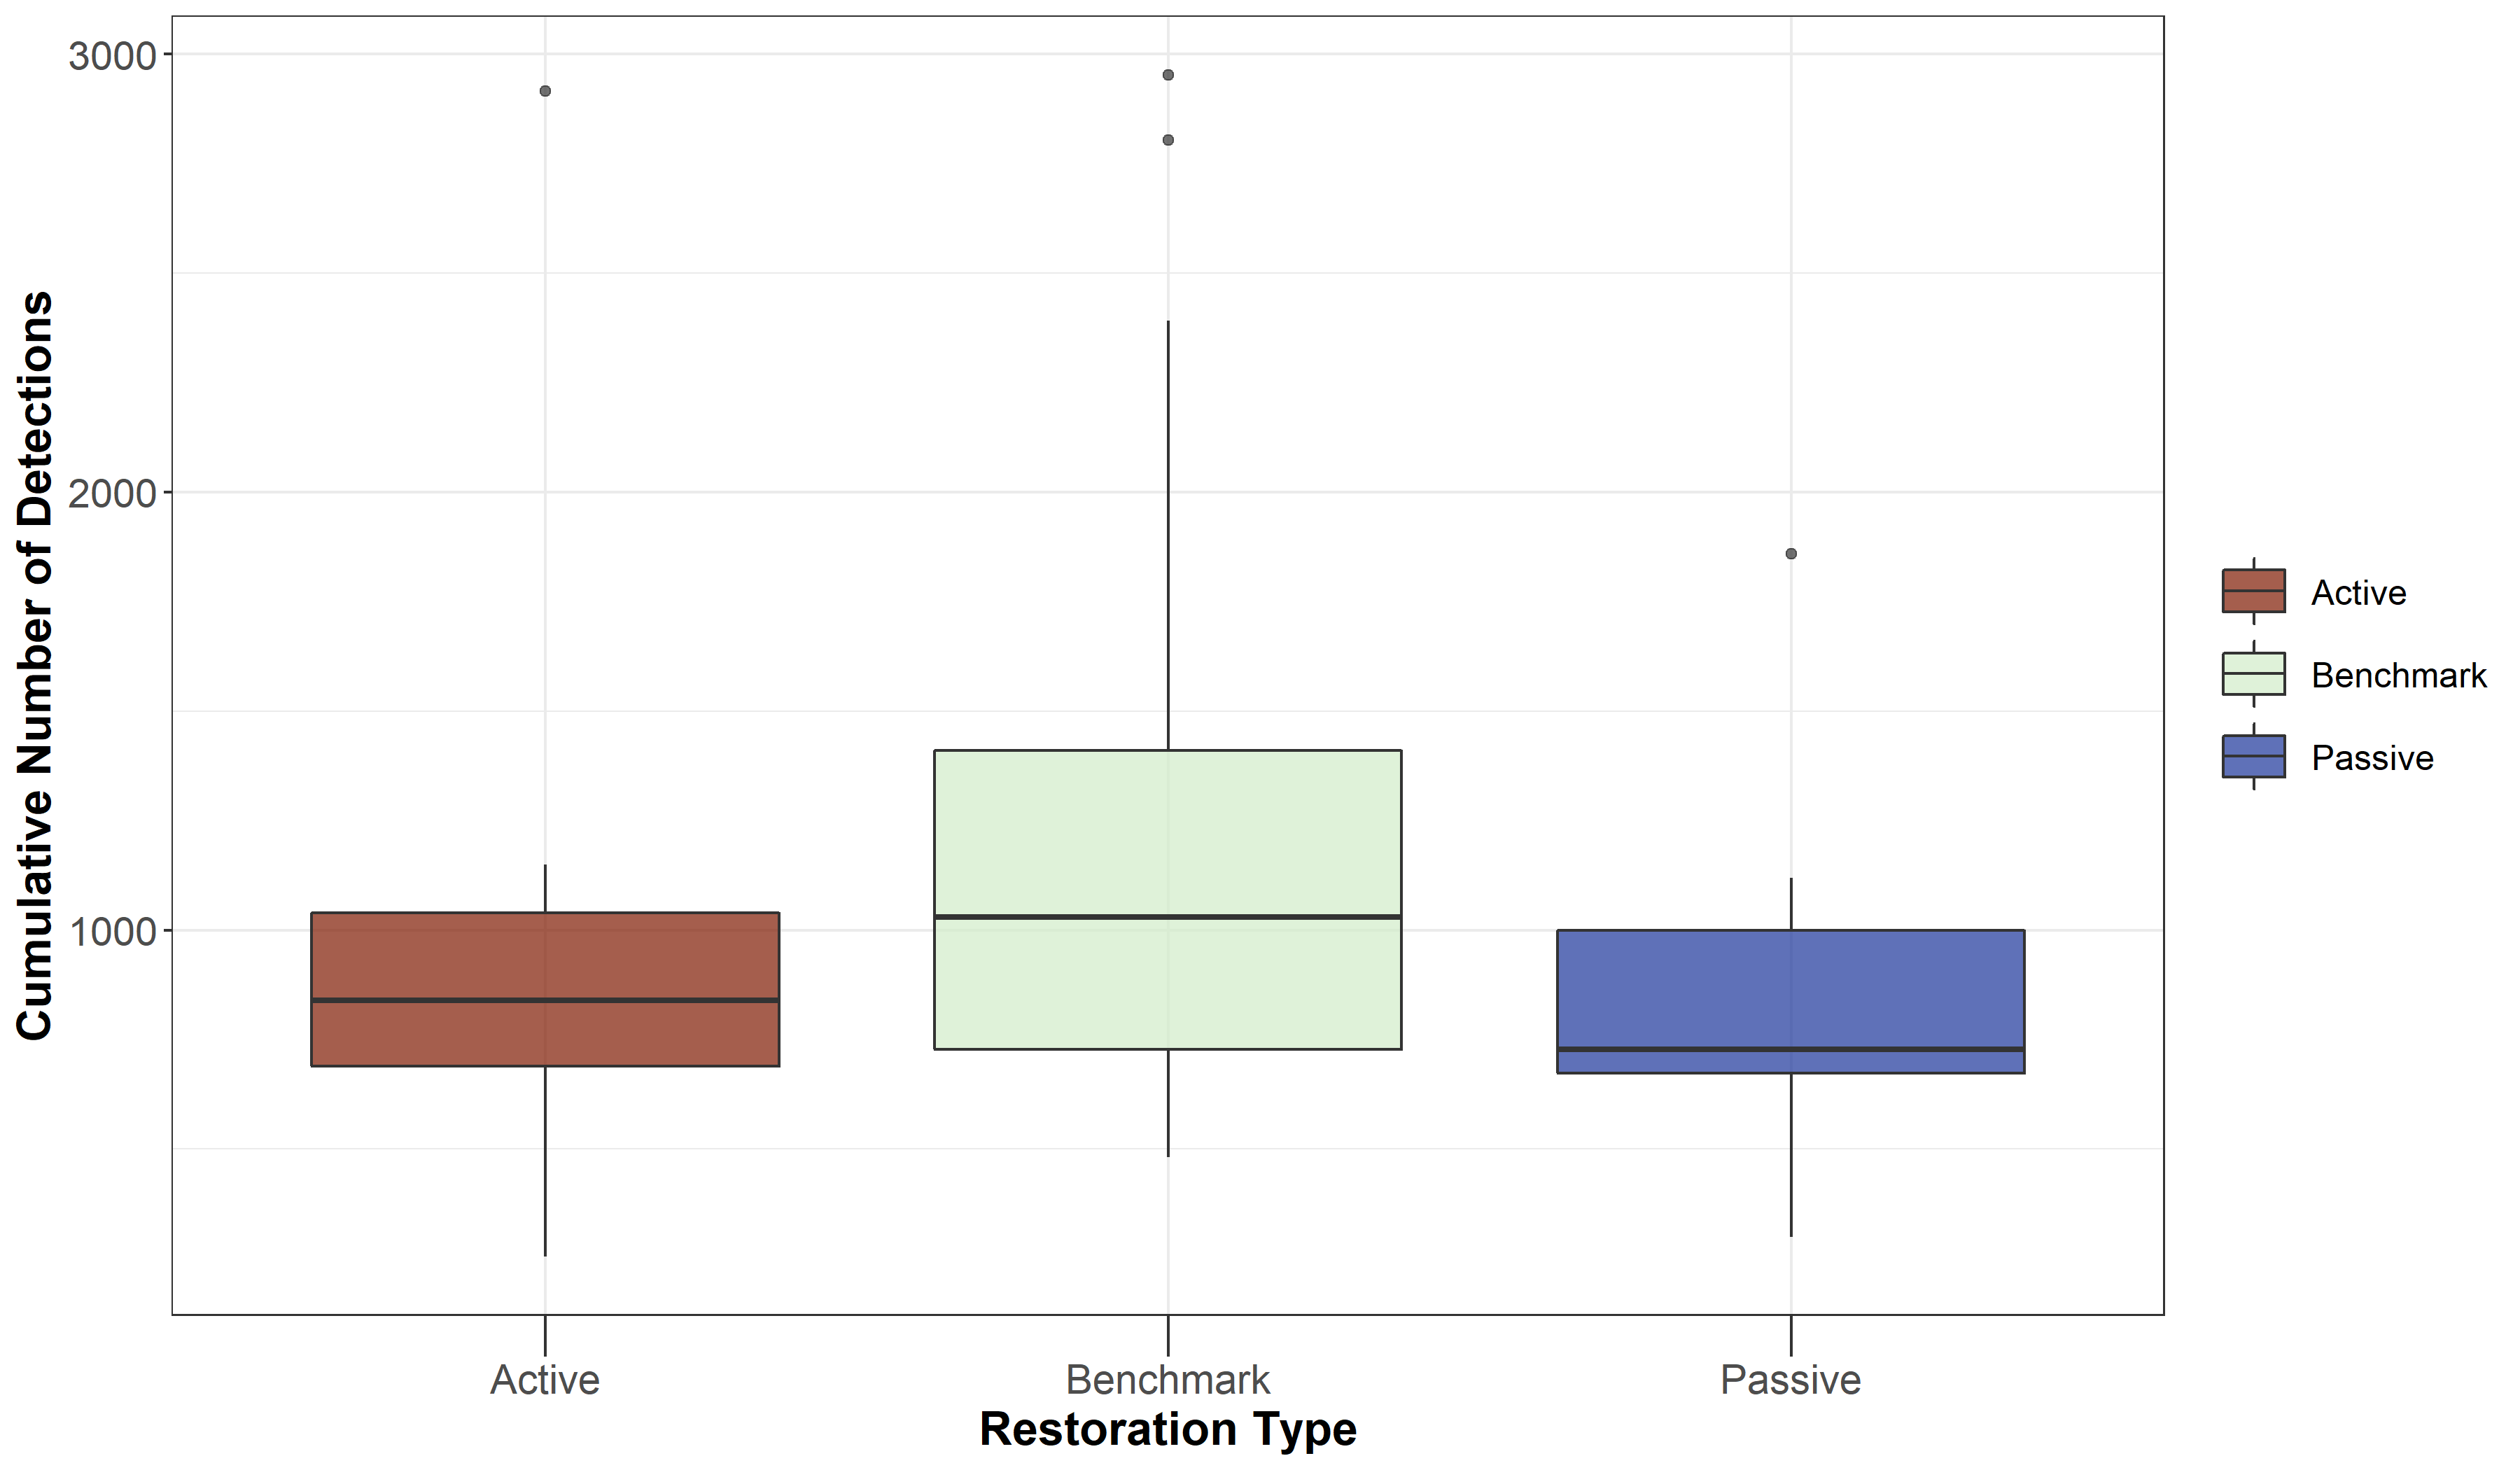 Cumulative Number of Detections
3000
2000
1000
Active
Benchmark
Passive
Restoration Type
Active
Benchmark
Passive